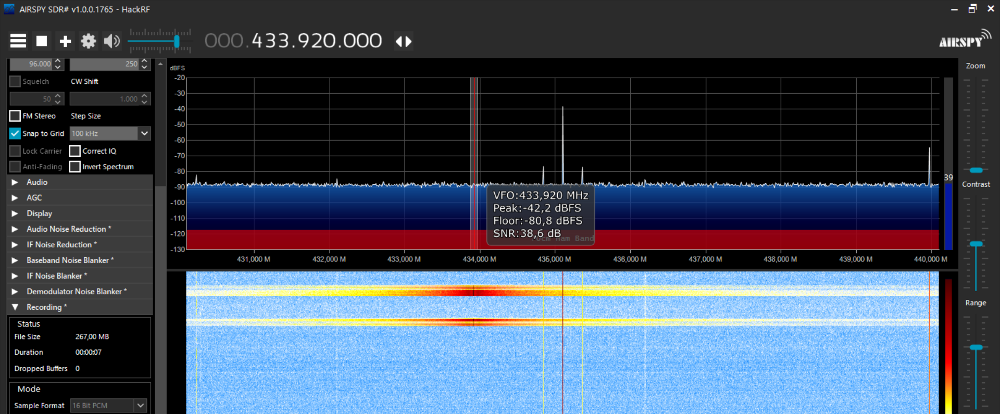 AIRSPY SDR# v1.0.0.1765 - HackRF
000.433.920.000
AIRSPY
96.000 250
Squelch CW Shift
50 1.000
FM Stereo Step Size
Snap to Grid 100 kHz
Lock Carrier Correct IQ
Anti-Fading Invert Spectrum
Audio
AGC
Display
Audio Noise Reduction *
IF Noise Reduction *
Baseband Noise Blanker *
IF Noise Blanker *
Demodulator Noise Blanker *
Recording *
Status
File Size 267,00 MB
Duration 00:00:07
Dropped Buffers 0
Mode
Sample Format 16 Bit PCM
dBFS
-20
-30
-40
-50
-60
-70
-80
-90
-100
-110
-120
-130
VFO:433,920 MHz
Peak:-42,2 dBFS
Floor:-80,8 dBFS
SNR:38,6 dB
70cm Ham Band
431,000 M 432,000 M 433,000 M 434,000 M 435,000 M 436,000 M 437,000 M 438,000 M 439,000 M 440,000 M
39
Zoom
Contrast
Range